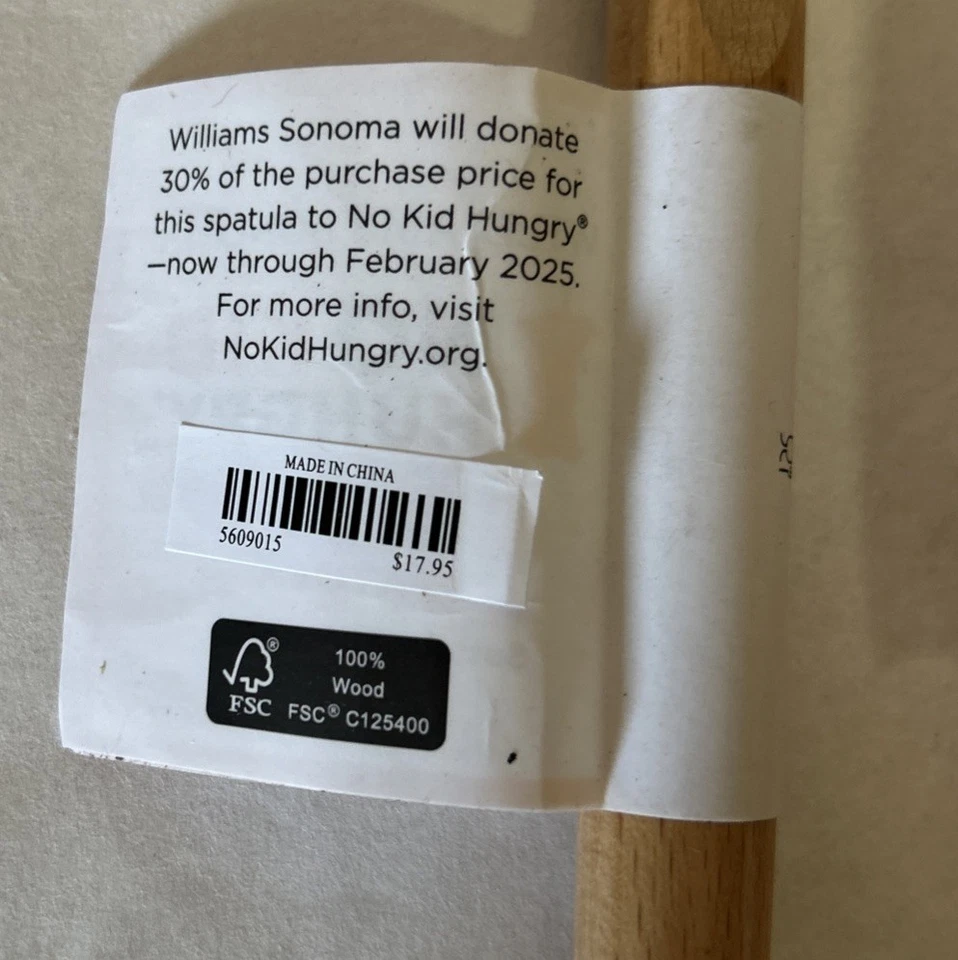 Williams Sonoma will donate
30% of the purchase price for
this spatula to No Kid Hungry®
—now through February 2025.
For more info, visit
NoKidHungry.org.
MADE IN CHINA
5609015
$17.95
®
FSC
100%
Wood
FSC® C125400